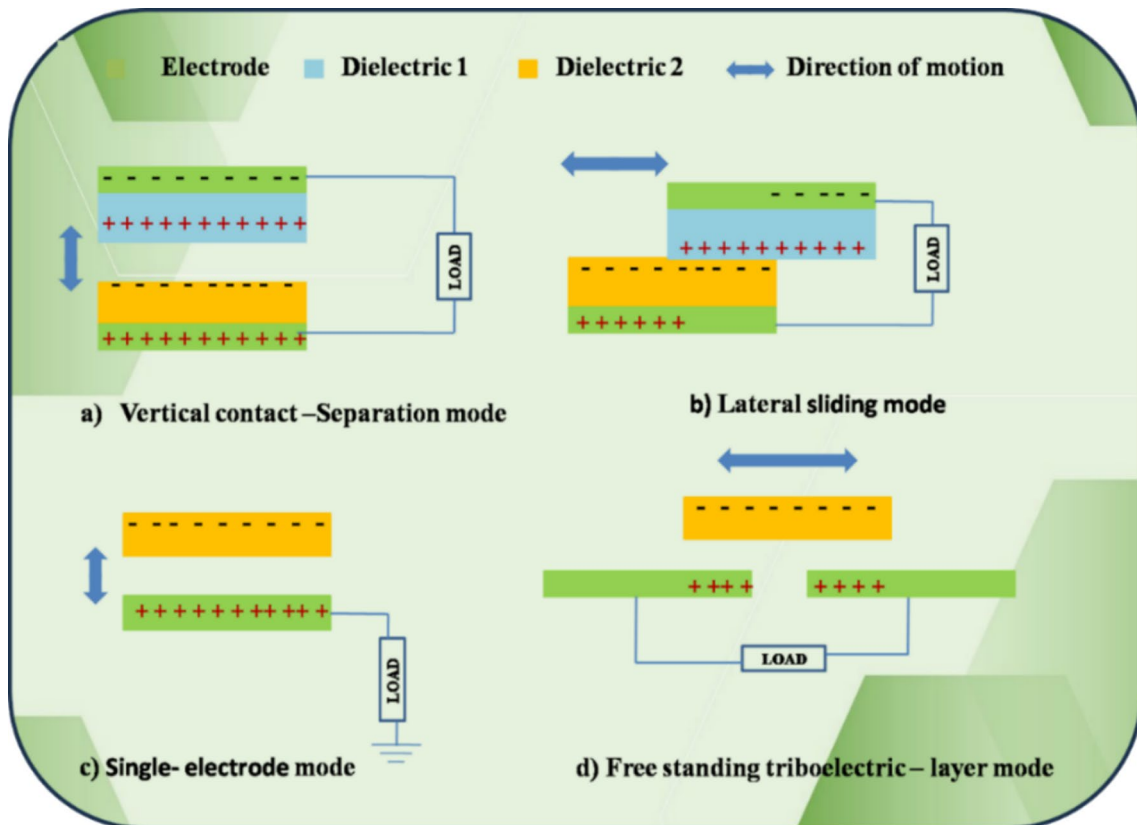 Electrode Dielectric 1 Dielectric 2 Direction of motion
- - - - - - - - -
+ + + + + + + + + + +
LOAD
- - - - - - - - -
+ + + + + + + + + + +
a) Vertical contact –Separation mode
- - - - -
+ + + + + + + + + +
LOAD
- - - - - - - - -
+ + + + + +
b) Lateral sliding mode
- - - - - - - - -
+ + + + + + + ++ ++ +
LOAD
c) Single- electrode mode
- - - - - - - -
+ ++ +
+ + + +
LOAD
d) Free standing triboelectric – layer mode